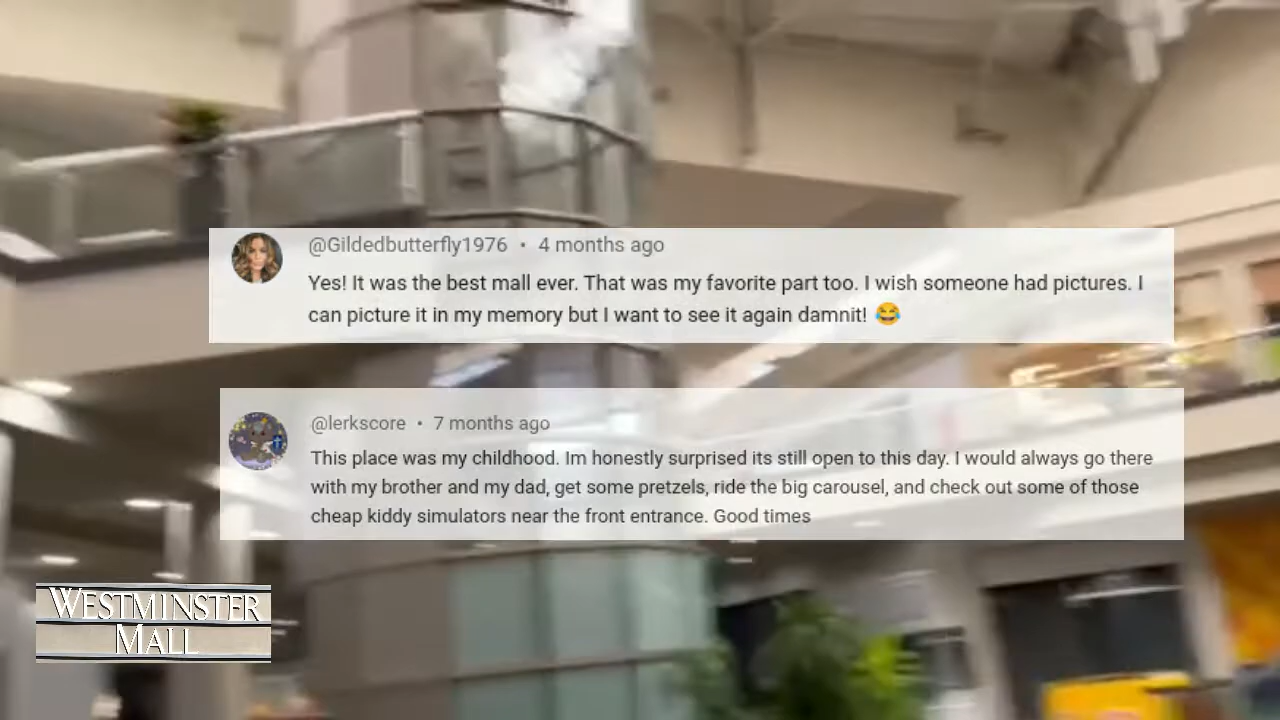 @Gildedbutterfly1976 • 4 months ago
Yes! It was the best mall ever. That was my favorite part too. I wish someone had pictures. I
can picture it in my memory but I want to see it again damnit! 😂
@lerkscore • 7 months ago
This place was my childhood. Im honestly surprised its still open to this day. I would always go there
with my brother and my dad, get some pretzels, ride the big carousel, and check out some of those
cheap kiddy simulators near the front entrance. Good times
WESTMINSTER
MALL